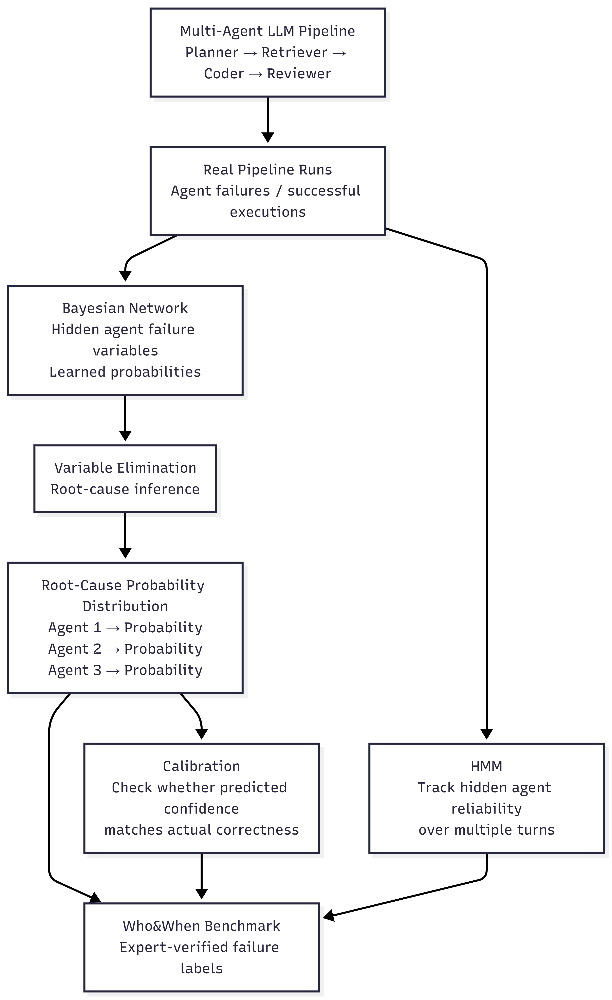 Multi-Agent LLM Pipeline
Planner → Retriever →
Coder → Reviewer
Real Pipeline Runs
Agent failures / successful
executions
Bayesian Network
Hidden agent failure
variables
Learned probabilities
Variable Elimination
Root-cause inference
Root-Cause Probability
Distribution
Agent 1 → Probability
Agent 2 → Probability
Agent 3 → Probability
Calibration
Check whether predicted
confidence
matches actual correctness
HMM
Track hidden agent
reliability
over multiple turns
Who&When Benchmark
Expert-verified failure
labels